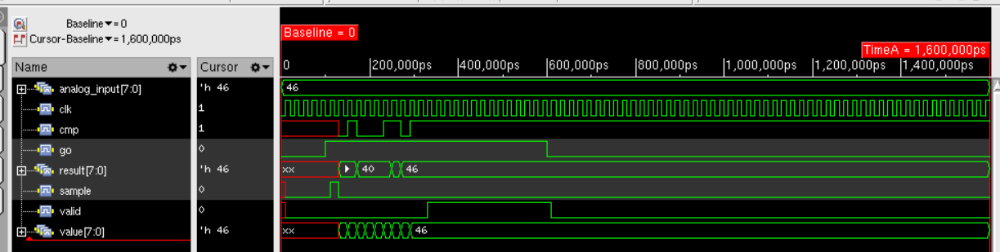 Baseline▼= 0
Cursor-Baseline▼= 1,600,000ps
Baseline = 0
TimeA = 1,600,000ps
Name Cursor 0 200,000ps 400,000ps 600,000ps 800,000ps 1,000,000ps 1,200,000ps 1,400,000ps
analog_input[7:0] 'h 46 46
clk 1
cmp 1
go 0
result[7:0] 'h 46 xx 40 46
sample 0
valid 0
value[7:0] 'h 46 xx 46